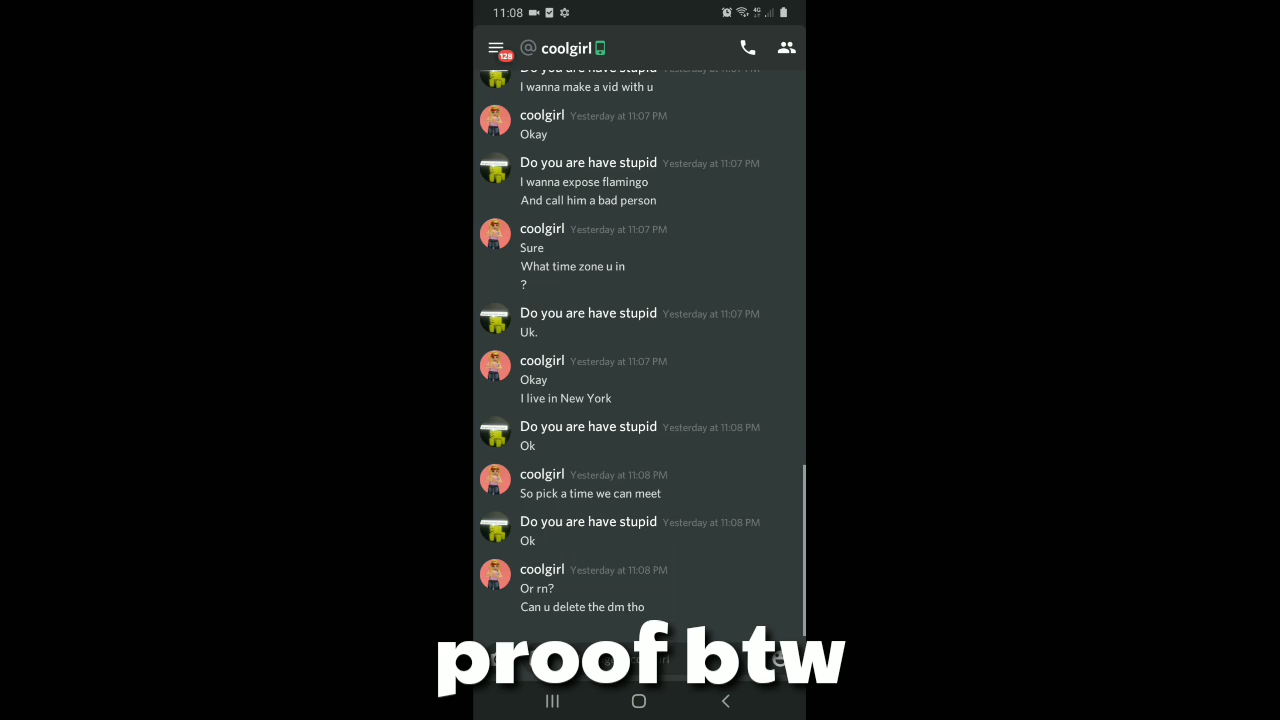 11:08
4G
128
@ coolgirl
Do you are have stupid Yesterday at 11:07 PM
I wanna make a vid with u
coolgirl Yesterday at 11:07 PM
Okay
Do you are have stupid Yesterday at 11:07 PM
I wanna expose flamingo
And call him a bad person
coolgirl Yesterday at 11:07 PM
Sure
What time zone u in
?
Do you are have stupid Yesterday at 11:07 PM
Uk.
coolgirl Yesterday at 11:07 PM
Okay
I live in New York
Do you are have stupid Yesterday at 11:08 PM
Ok
coolgirl Yesterday at 11:08 PM
So pick a time we can meet
Do you are have stupid Yesterday at 11:08 PM
Ok
coolgirl Yesterday at 11:08 PM
Or rn?
Can u delete the dm tho
proof btw